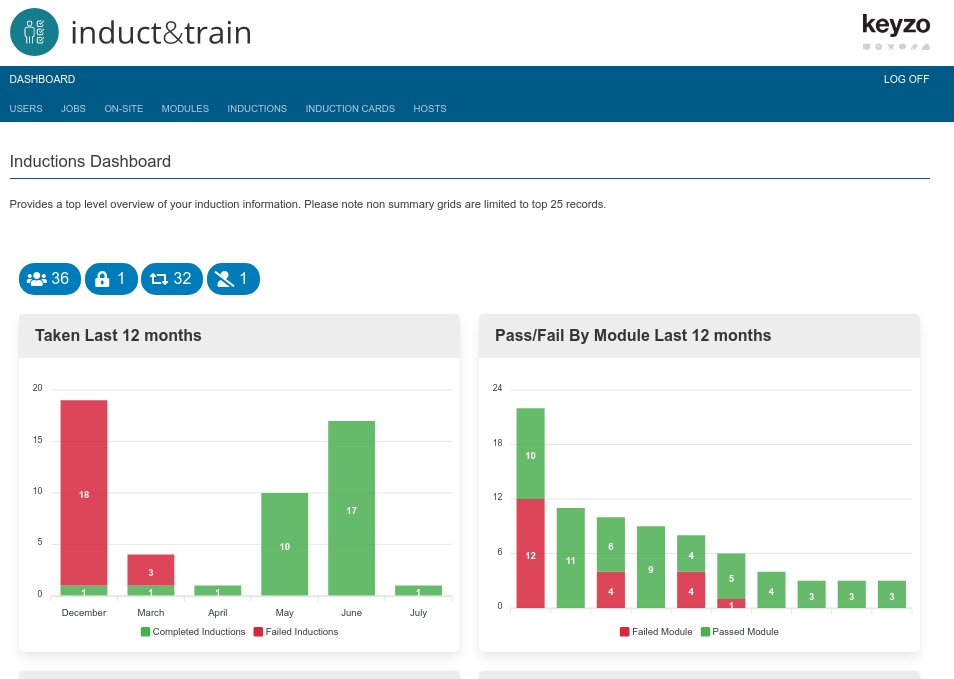 induct&train
keyzo
DASHBOARD
LOG OFF
USERS JOBS ON-SITE MODULES INDUCTIONS INDUCTION CARDS HOSTS
Inductions Dashboard
Provides a top level overview of your induction information. Please note non summary grids are limited to top 25 records.
36 1 32 1
Taken Last 12 months
20
15
10
5
0
18
1
3
1
1
10
17
1
December March April May June July
Completed Inductions Failed Inductions
Pass/Fail By Module Last 12 months
24
18
12
6
0
10
12
11
6
4
9
4
4
5
1
4
3
3
3
Failed Module Passed Module